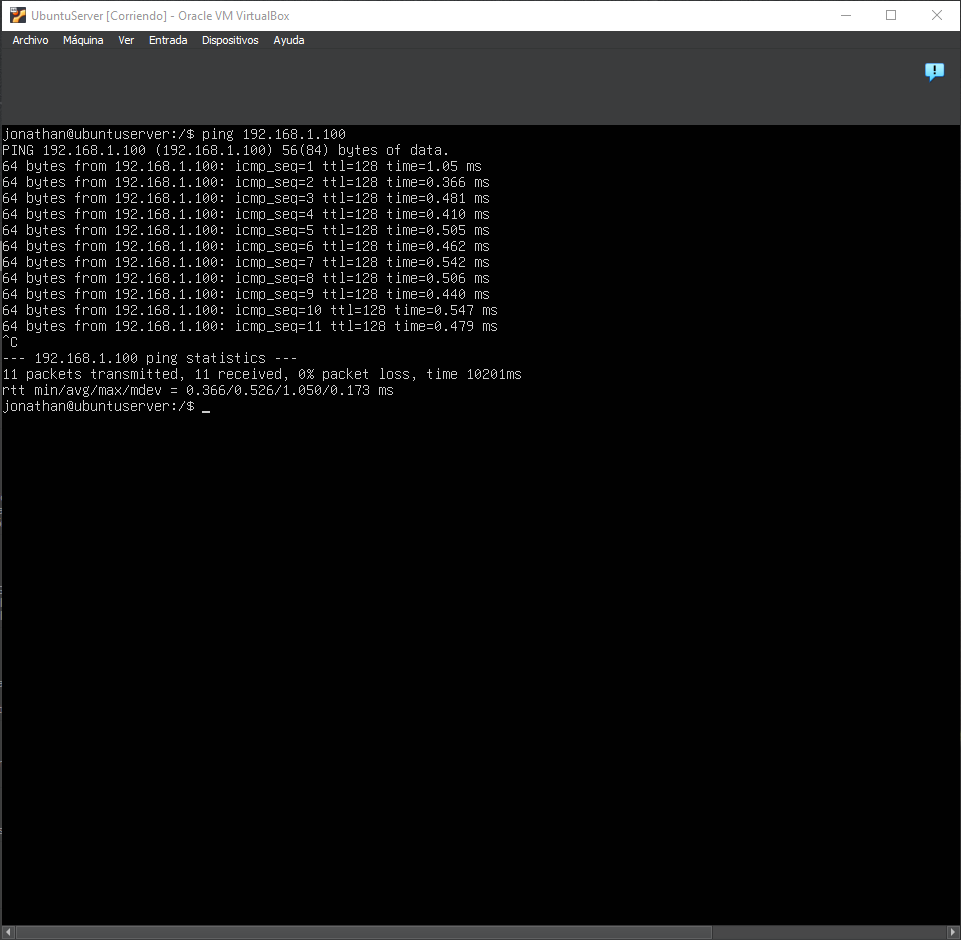 UbuntuServer [Corriendo] - Oracle VM VirtualBox
Archivo Máquina Ver Entrada Dispositivos Ayuda
jonathan@ubuntuserver:/$ ping 192.168.1.100
PING 192.168.1.100 (192.168.1.100) 56(84) bytes of data.
64 bytes from 192.168.1.100: icmp_seq=1 ttl=128 time=1.05 ms
64 bytes from 192.168.1.100: icmp_seq=2 ttl=128 time=0.366 ms
64 bytes from 192.168.1.100: icmp_seq=3 ttl=128 time=0.481 ms
64 bytes from 192.168.1.100: icmp_seq=4 ttl=128 time=0.410 ms
64 bytes from 192.168.1.100: icmp_seq=5 ttl=128 time=0.505 ms
64 bytes from 192.168.1.100: icmp_seq=6 ttl=128 time=0.462 ms
64 bytes from 192.168.1.100: icmp_seq=7 ttl=128 time=0.542 ms
64 bytes from 192.168.1.100: icmp_seq=8 ttl=128 time=0.506 ms
64 bytes from 192.168.1.100: icmp_seq=9 ttl=128 time=0.440 ms
64 bytes from 192.168.1.100: icmp_seq=10 ttl=128 time=0.547 ms
64 bytes from 192.168.1.100: icmp_seq=11 ttl=128 time=0.479 ms
^C
--- 192.168.1.100 ping statistics ---
11 packets transmitted, 11 received, 0% packet loss, time 10201ms
rtt min/avg/max/mdev = 0.366/0.526/1.050/0.173 ms
jonathan@ubuntuserver:/$ _